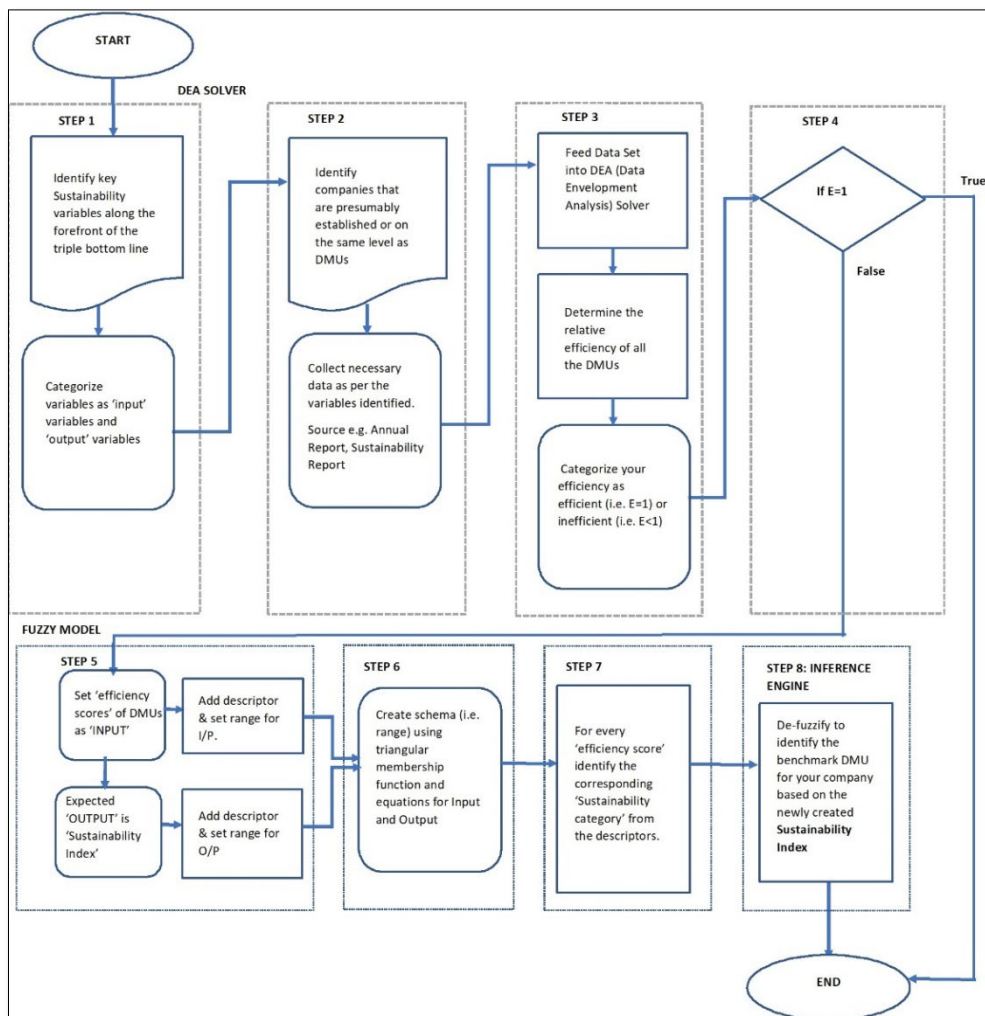 START
DEA SOLVER
STEP 1
Identify key
Sustainability
variables along the
forefront of the
triple bottom line
Categorize
variables as ‘input’
variables and
‘output’ variables
STEP 2
Identify
companies that
are presumably
established or on
the same level as
DMUs
Collect necessary
data as per the
variables identified.
Source e.g. Annual
Report, Sustainability
Report
STEP 3
Feed Data Set
into DEA (Data
Envelopment
Analysis) Solver
Determine the
relative
efficiency of all
the DMUs
Categorize your
efficiency as
efficient (i.e. E=1) or
inefficient (i.e. E<1)
STEP 4
If E=1
True
False
FUZZY MODEL
STEP 5
Set ‘efficiency
scores’ of DMUs
as ‘INPUT’
Add descriptor
& set range for
I/P.
Expected
‘OUTPUT’ is
‘Sustainability
Index’
Add descriptor
& set range for
O/P
STEP 6
Create schema (i.e.
range) using
triangular
membership
function and
equations for Input
and Output
STEP 7
For every
‘efficiency score’
identify the
corresponding
‘Sustainability
category’ from
the descriptors.
STEP 8: INFERENCE
ENGINE
De-fuzzify to
identify the
benchmark DMU
for your company
based on the
newly created
Sustainability
Index
END